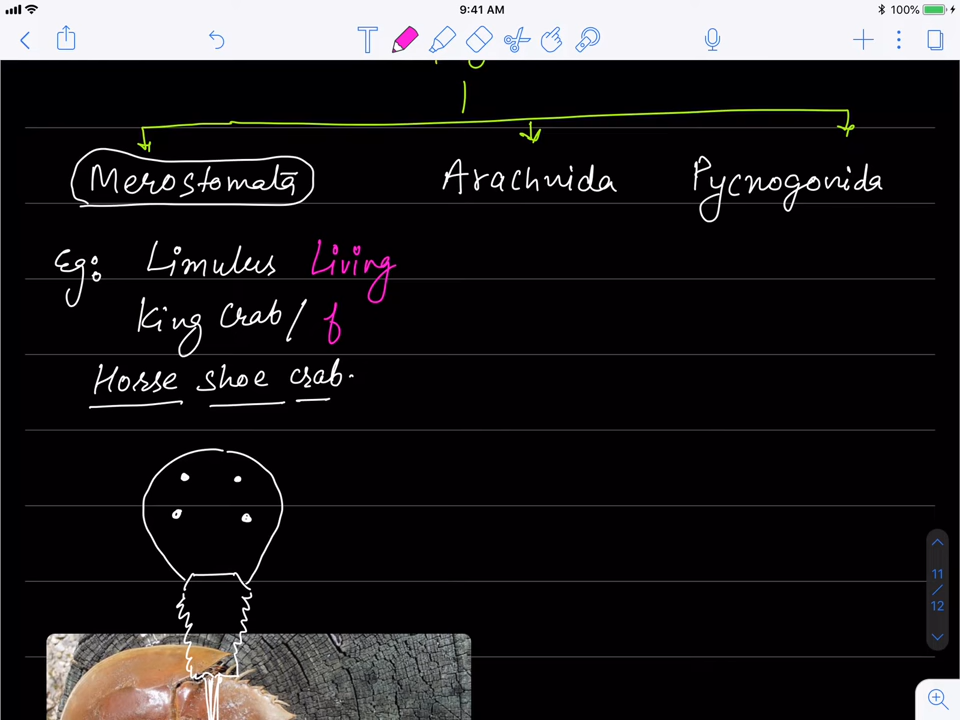 9:41 AM
100%
Merostomata Arachnida Pycnogonida
Eg: Limulus Living
King Crab/ f
Horse shoe crab.
11
/
12